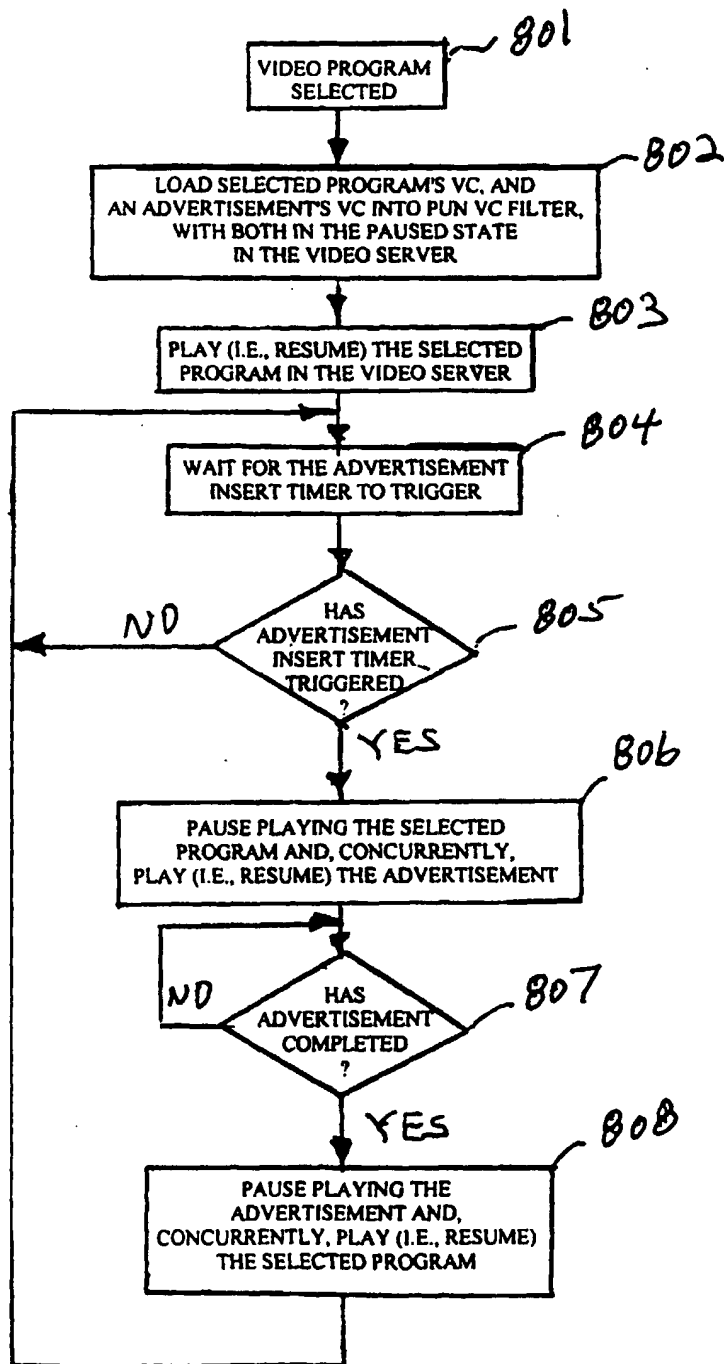 801
VIDEO PROGRAM
SELECTED
802
LOAD SELECTED PROGRAM'S VC, AND
AN ADVERTISEMENT'S VC INTO PUN VC FILTER,
WITH BOTH IN THE PAUSED STATE
IN THE VIDEO SERVER
803
PLAY (I.E., RESUME) THE SELECTED
PROGRAM IN THE VIDEO SERVER
804
WAIT FOR THE ADVERTISEMENT
INSERT TIMER TO TRIGGER
805
HAS
ADVERTISEMENT
INSERT TIMER
TRIGGERED
?
NO
YES
806
PAUSE PLAYING THE SELECTED
PROGRAM AND, CONCURRENTLY,
PLAY (I.E., RESUME) THE ADVERTISEMENT
807
HAS
ADVERTISEMENT
COMPLETED
?
NO
YES
808
PAUSE PLAYING THE
ADVERTISEMENT AND,
CONCURRENTLY, PLAY (I.E., RESUME)
THE SELECTED PROGRAM